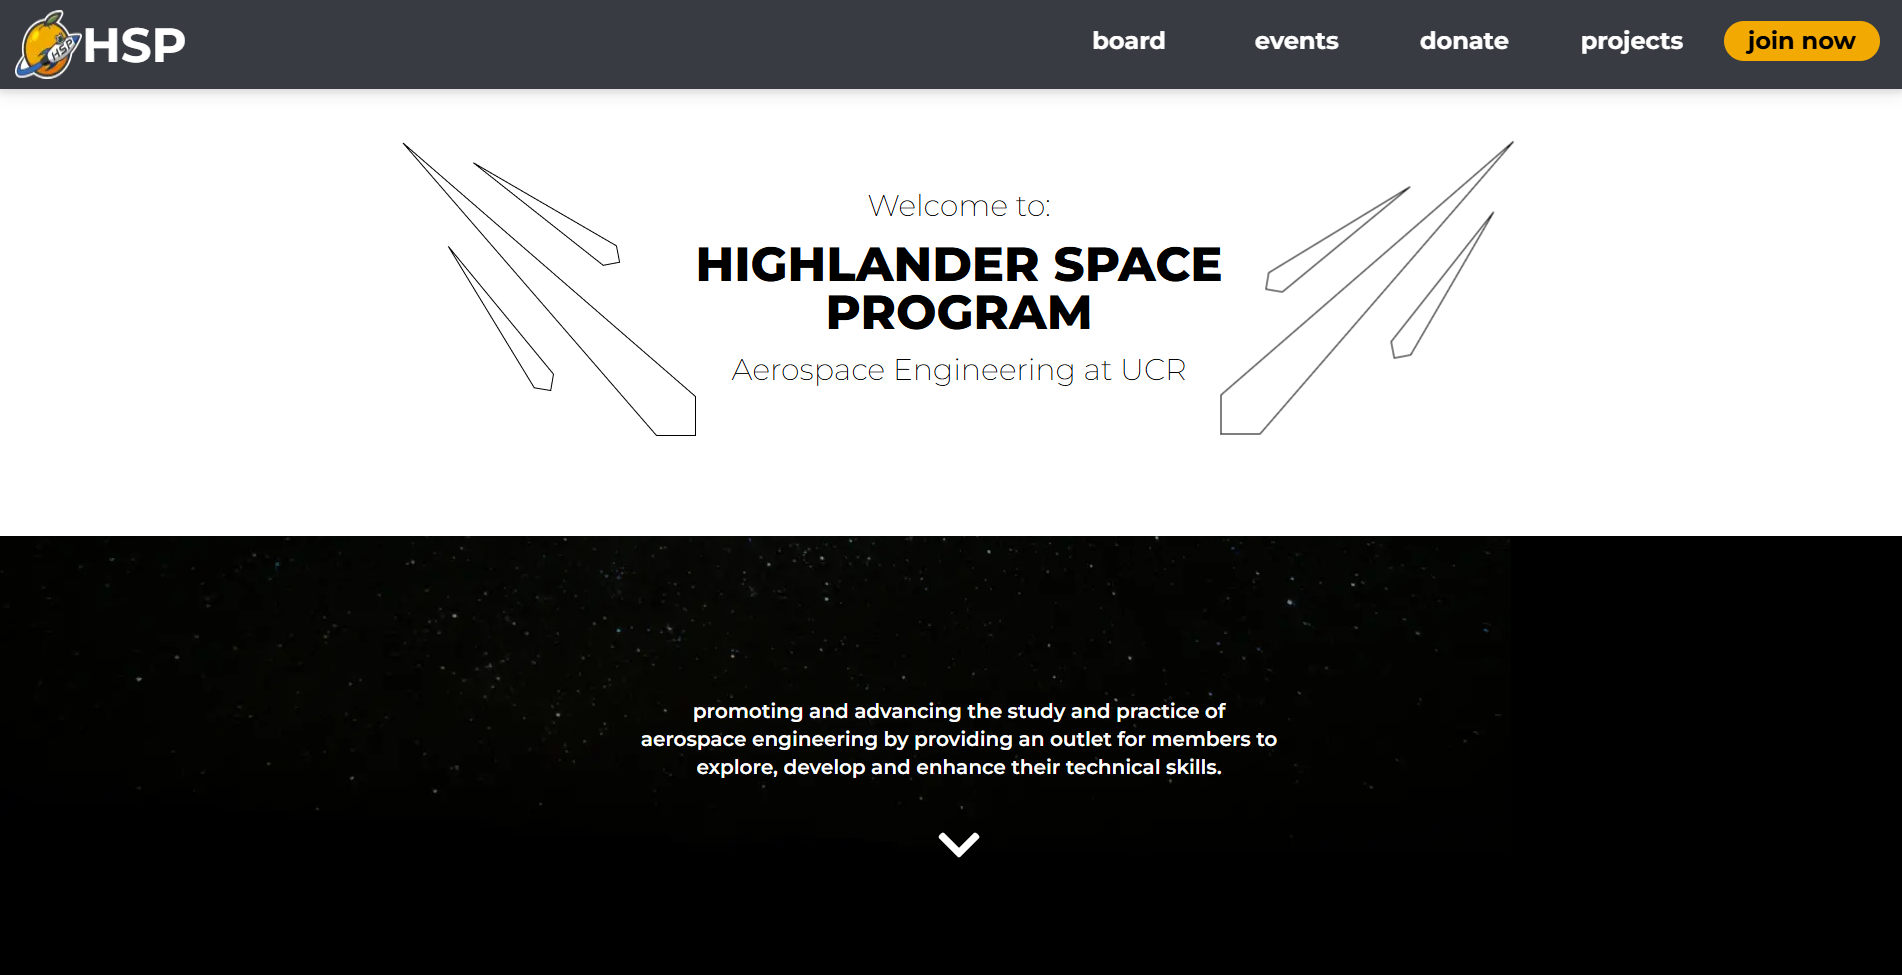 HSP
HSP
board
events
donate
projects
join now
Welcome to:
HIGHLANDER SPACE
PROGRAM
Aerospace Engineering at UCR
promoting and advancing the study and practice of
aerospace engineering by providing an outlet for members to
explore, develop and enhance their technical skills.